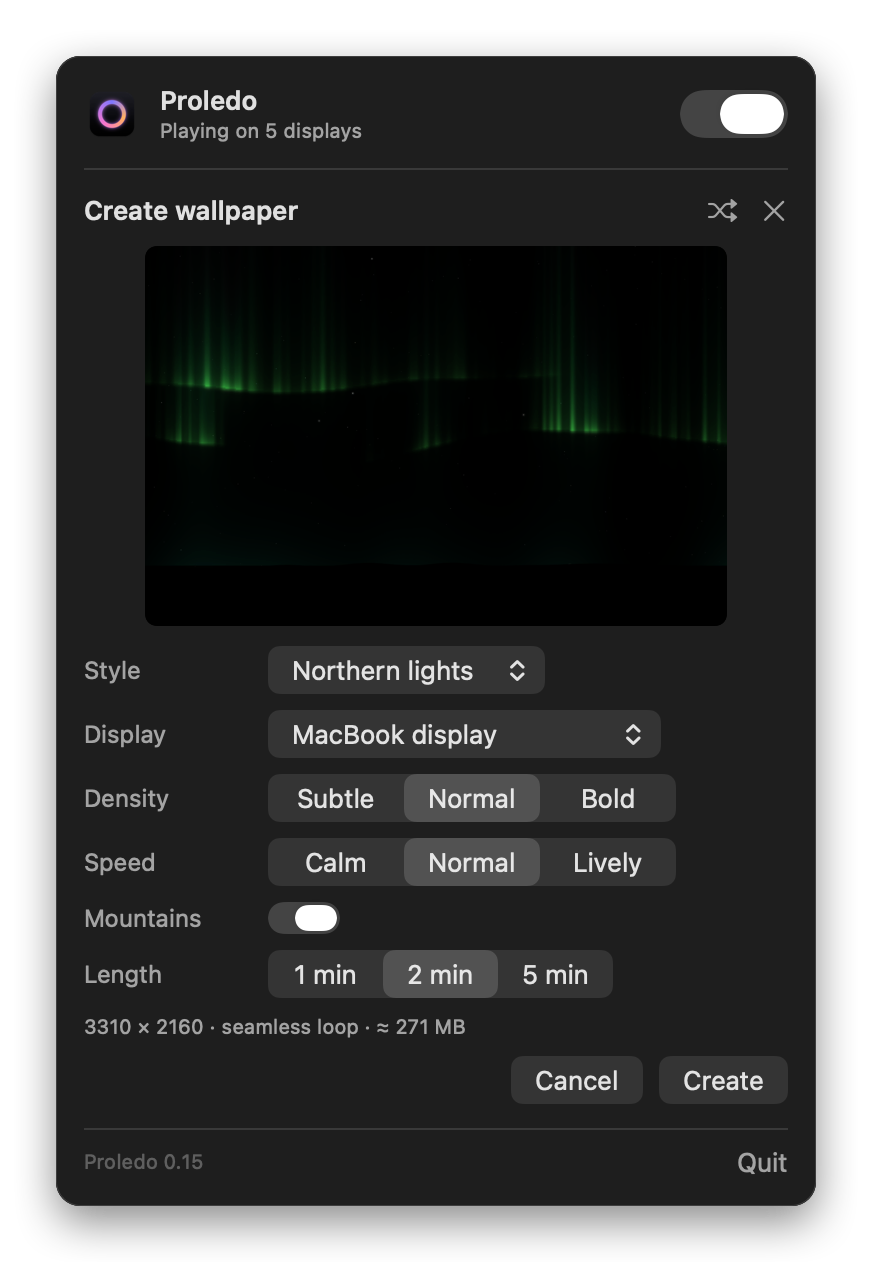 Proledo
Playing on 5 displays
Create wallpaper
Style Northern lights
Display MacBook display
Density Subtle Normal Bold
Speed Calm Normal Lively
Mountains
Length 1 min 2 min 5 min
3310 × 2160 · seamless loop · ≈ 271 MB
Cancel Create
Proledo 0.15 Quit